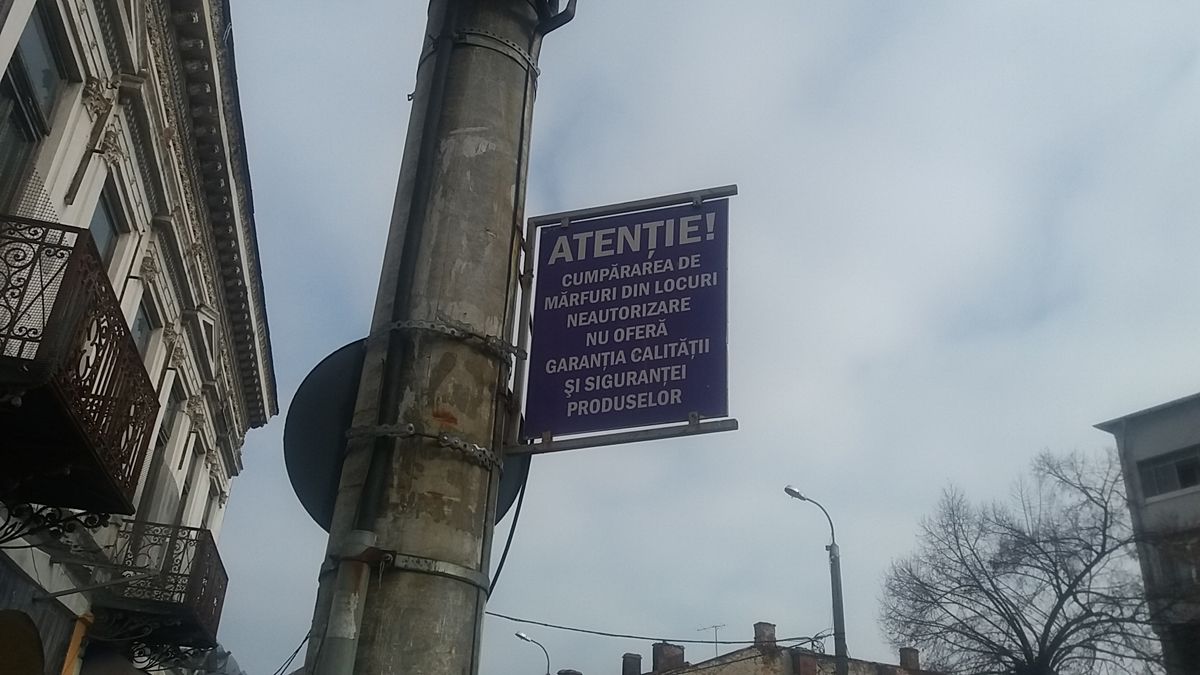 ATENȚIE!
CUMPĂRAREA DE
MĂRFURI DIN LOCURI
NEAUTORIZARE
NU OFERĂ
GARANȚIA CALITĂȚII
ŞI SIGURANȚEI
PRODUSELOR